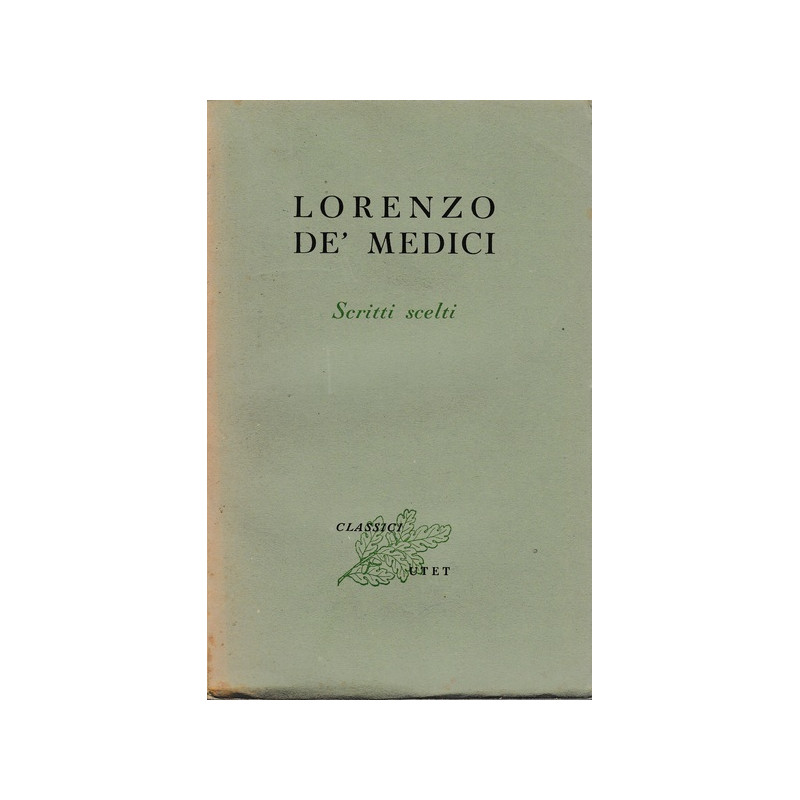 LORENZO
DE' MEDICI
Scritti scelti
CLASSICI
UTET